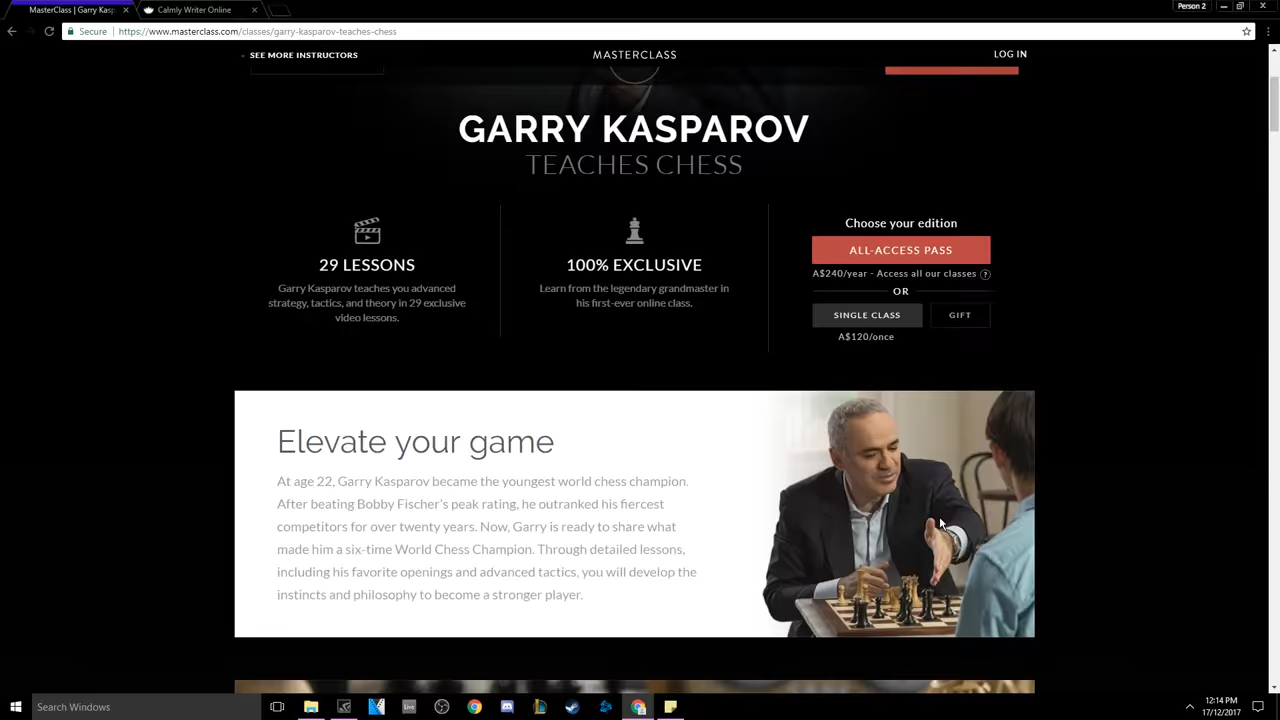 MasterClass | Garry Kasp
Calmly Writer Online
Person 2
Secure
https://www.masterclass.com/classes/garry-kasparov-teaches-chess
SEE MORE INSTRUCTORS
MASTERCLASS
LOG IN
GARRY KASPAROV
TEACHES CHESS
29 LESSONS
Garry Kasparov teaches you advanced
strategy, tactics, and theory in 29 exclusive
video lessons.
100% EXCLUSIVE
Learn from the legendary grandmaster in
his first-ever online class.
Choose your edition
ALL-ACCESS PASS
A$240/year - Access all our classes ?
OR
SINGLE CLASS
GIFT
A$120/once
Elevate your game
At age 22, Garry Kasparov became the youngest world chess champion.
After beating Bobby Fischer's peak rating, he outranked his fiercest
competitors for over twenty years. Now, Garry is ready to share what
made him a six-time World Chess Champion. Through detailed lessons,
including his favorite openings and advanced tactics, you will develop the
instincts and philosophy to become a stronger player.
Search Windows
Live
12:14 PM
17/12/2017